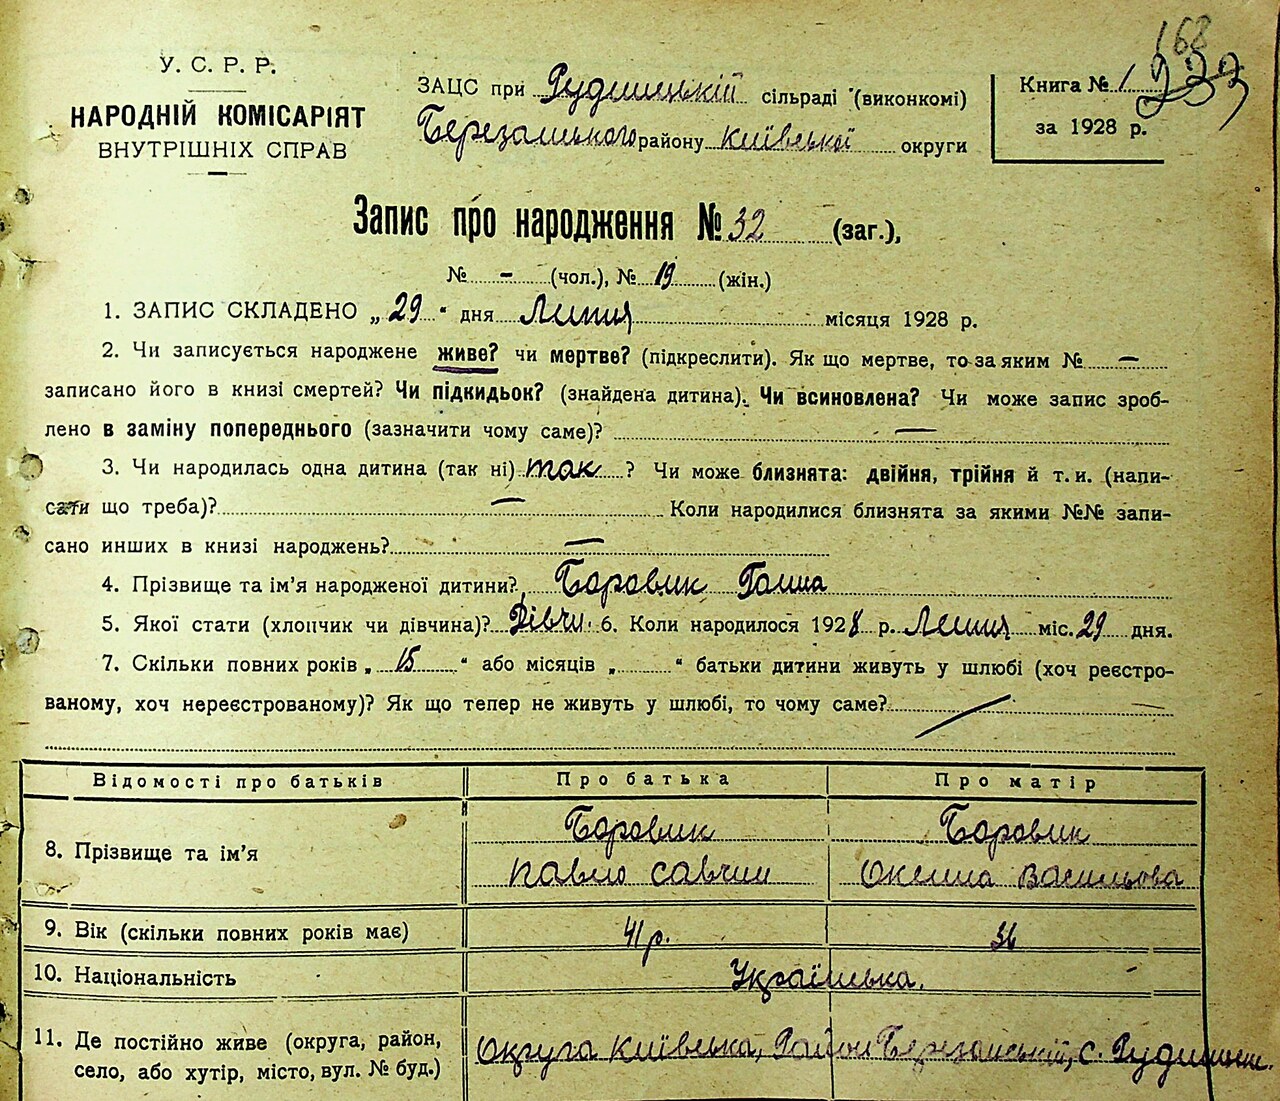 168
У. С. Р. Р.
НАРОДНІЙ КОМІСАРІЯТ
ВНУТРІШНІХ СПРАВ
ЗАЦС при Рудницькій сільраді (виконкомі)
Березанського району Київської округи
Книга № 1
за 1928 р.
Запис про народження № 32 (заг.),
№ - (чол.), № 19 (жін.)
1. ЗАПИС СКЛАДЕНО „29“ дня Липня місяця 1928 р.
2. Чи записується народжене живе? чи мертве? (підкреслити). Як що мертве, то за яким № —
записано його в книзі смертей? Чи підкидьок? (знайдена дитина). Чи всиновлена? Чи може запис зроб-
лено в заміну попереднього (зазначити чому саме)? —
3. Чи народилась одна дитина (так ні) так ? Чи може близнята: двійня, трійня й т. и. (напи-
сати що треба)? — Коли народилися близнята за якими №№ запи-
сано инших в книзі народжень? —
4. Прізвище та ім’я народженої дитини? Боровик Ганна
5. Якої стати (хлопчик чи дівчина)? Дівчи. 6. Коли народилося 1928 р. Липня міс. 29 дня.
7. Скільки повних років „15“ або місяців „ “ батьки дитини живуть у шлюбі (хоч реєстро-
ваному, хоч нереєстрованому)? Як що тепер не живуть у шлюбі, то чому саме?
Відомості про батьків Про батька Про матір
8. Прізвище та ім’я Боровик Боровик
Павло Савчин Оксана Васильова
9. Вік (скільки повних років має) 41 р. 36
10. Національність Українська.
11. Де постійно живе (округа, район,
село, або хутір, місто, вул. № буд.) Округа Київська, Район Березанський, с.